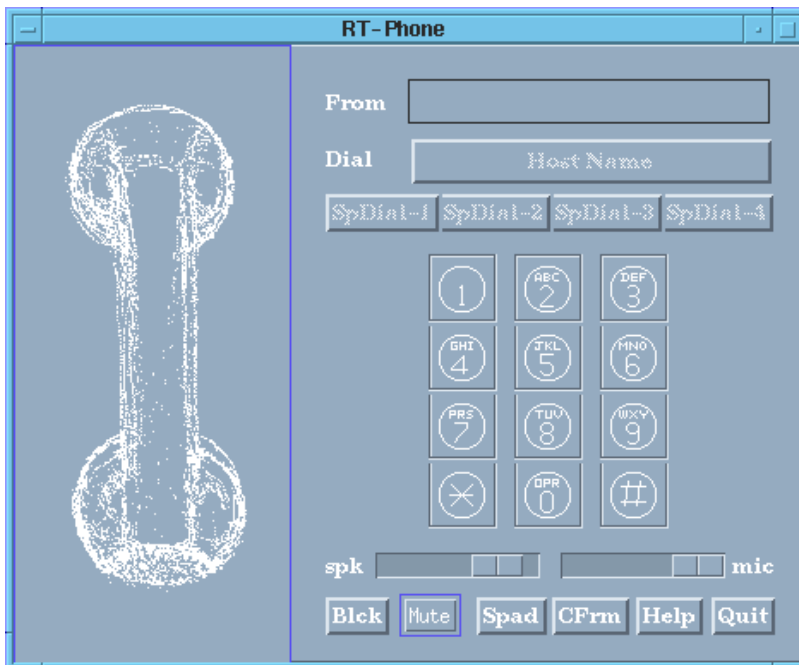 RT-Phone
From
Dial Host Name
SpDial-1 SpDial-2 SpDial-3 SpDial-4
1 ABC 2 DEF 3
GHI 4 JKL 5 MNO 6
PRS 7 TUV 8 WXY 9
* OPR 0 #
spk mic
Blck Mute Spad CFrm Help Quit